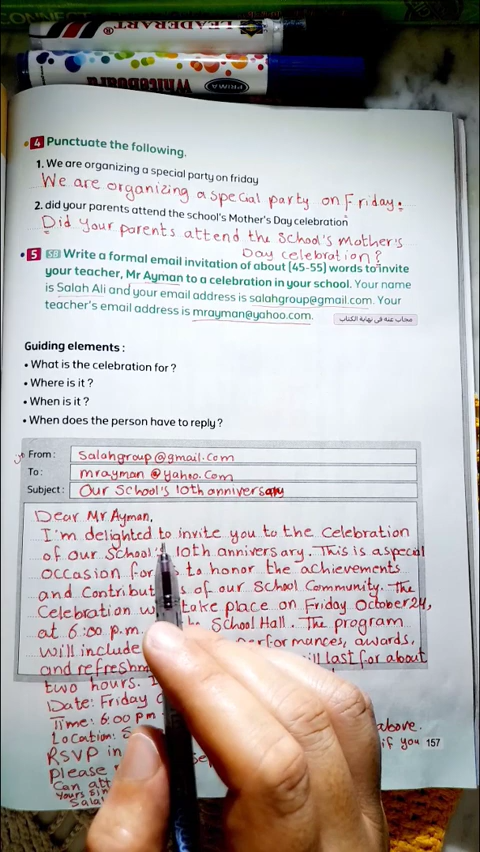 LEADERART
Whiteboard PRIMA
4 Punctuate the following.
1. We are organizing a special party on friday
We are organizing a special party on Friday.
2. did your parents attend the school's Mother's Day celebration
Did your parents attend the school's mother's
Day celebration?
5 SB Write a formal email invitation of about (45-55) words to invite
your teacher, Mr Ayman to a celebration in your school. Your name
is Salah Ali and your email address is salahgroup@gmail.com. Your
teacher's email address is mrayman@yahoo.com.
مجاب عنه في نهاية الكتاب
Guiding elements :
• What is the celebration for ?
• Where is it ?
• When is it ?
• When does the person have to reply ?
From : Salahgroup@gmail.com
To : mrayman@yahoo.com
Subject : Our School's 10th anniversary
Dear Mr Ayman,
I'm delighted to invite you to the celebration
of our School's 10th anniversary. This is a special
occasion for to honor the achievements
and Contribut s of our School Community. The
Celebration w take place on Friday October 24,
at 6:00 p.m. School Hall. The program
will include performances, awards,
and refreshm ill last for about
two hours.
Date: Friday
Time: 6:00 pm
Location: S above.
RSVP in if you
157
Please
Can att
Yours sin
Sala